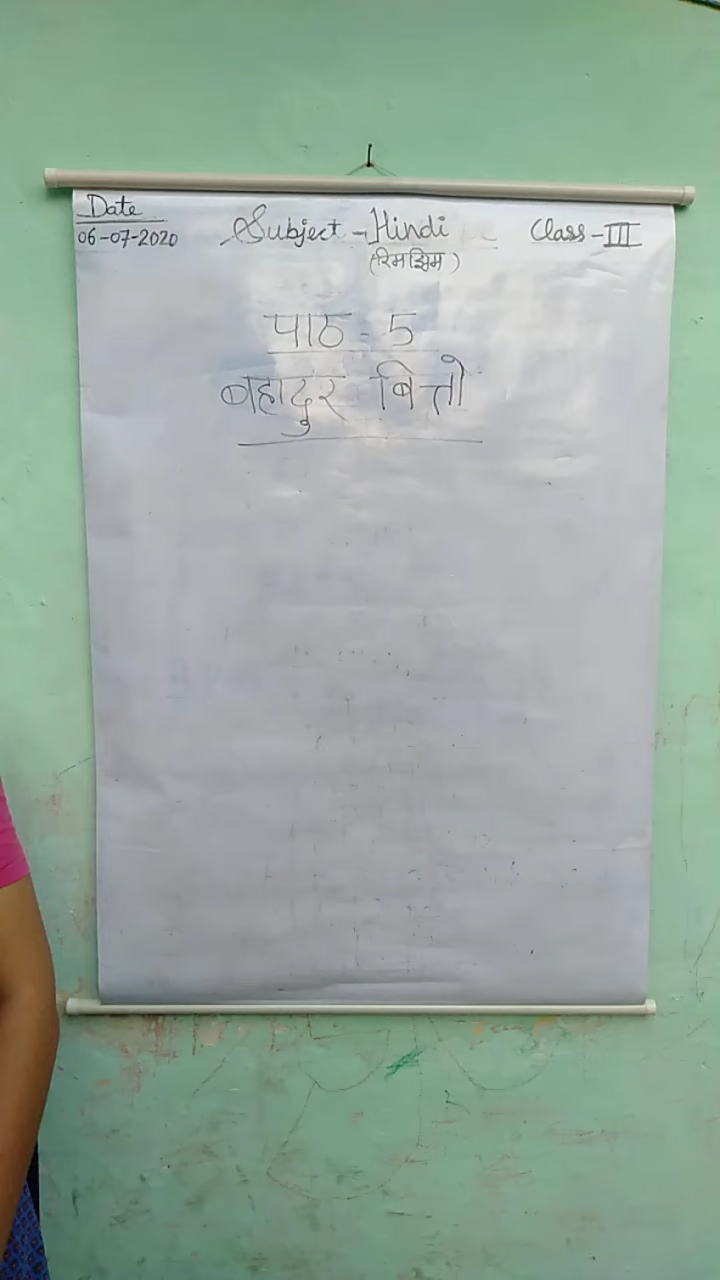 Date
06-07-2020
Subject - Hindi
(रिमझिम)
Class - III
पाठ - 5
बहादुर बित्तो